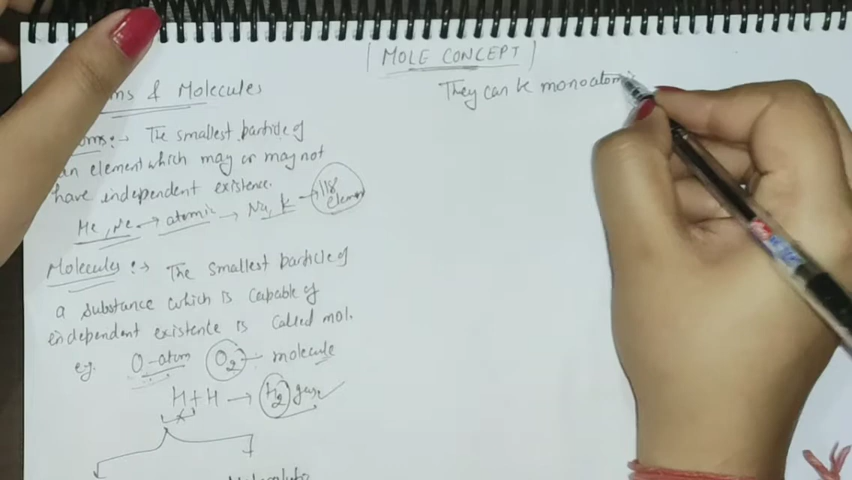 MOLE CONCEPT
ms & Molecules
oms:→ The smallest particle of
an element which may or may not
have independent existence.
He, Ne → atomic → Na, K → 118 element
Molecules :→ The smallest particle of
a substance which is capable of
independent existence is called mol.
eg. O-atom O2 → molecule
H + H → H2 gas ✓
They can be monoatomi